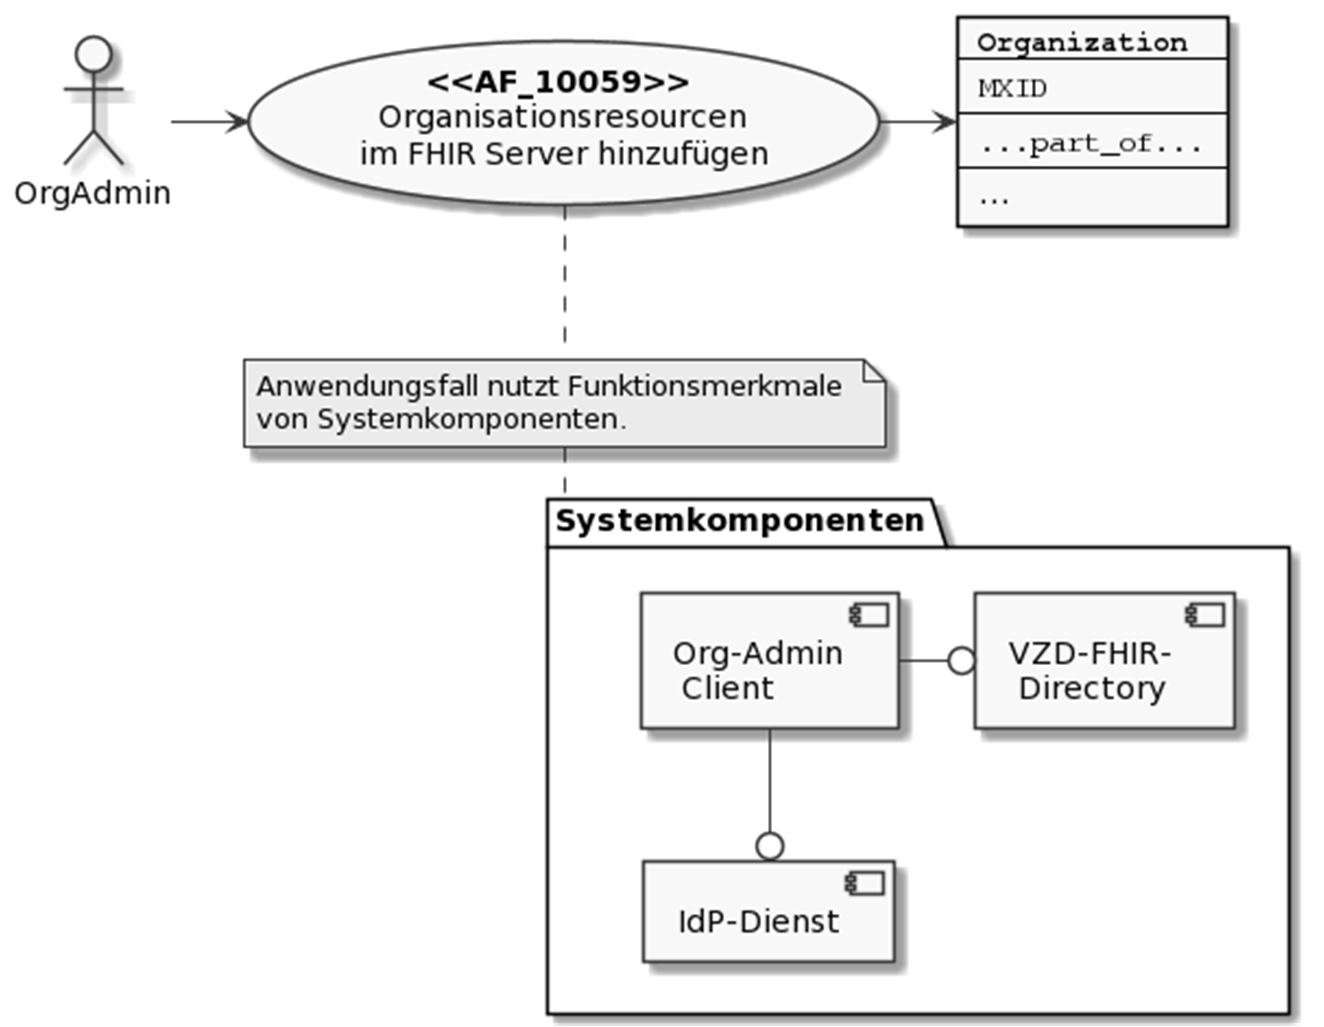 OrgAdmin
<<AF_10059>>
Organisationsresourcen
im FHIR Server hinzufügen
Organization
MXID
...part_of...
...
Anwendungsfall nutzt Funktionsmerkmale
von Systemkomponenten.
Systemkomponenten
Org-Admin
Client
VZD-FHIR-
Directory
IdP-Dienst